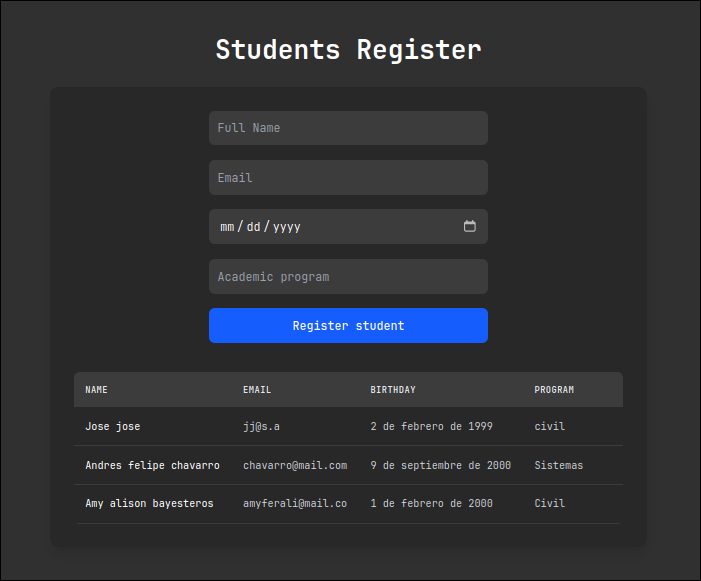 Students Register
Full Name
Email
mm/dd/yyyy
Academic program
Register student
NAME EMAIL BIRTHDAY PROGRAM
Jose jose jj@s.a 2 de febrero de 1999 civil
Andres felipe chavarro chavarro@mail.com 9 de septiembre de 2000 Sistemas
Amy alison bayesteros amyferali@mail.co 1 de febrero de 2000 Civil